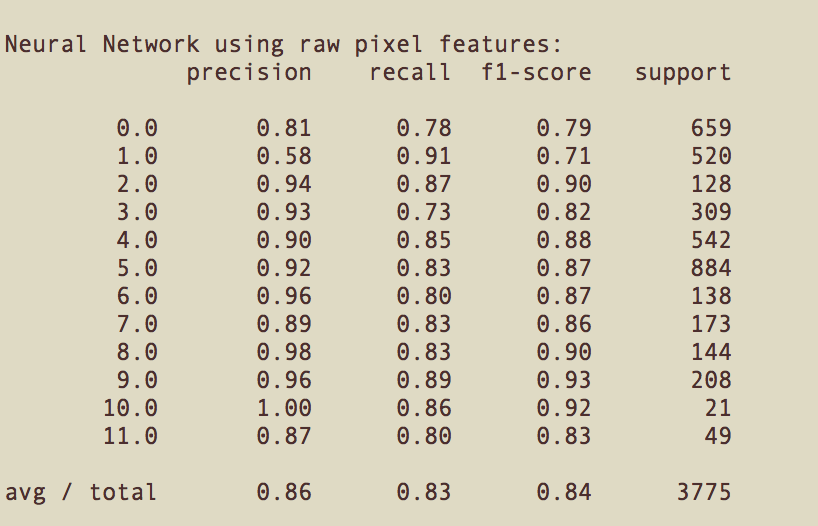 Neural Network using raw pixel features:
precision recall f1-score support
0.0 0.81 0.78 0.79 659
1.0 0.58 0.91 0.71 520
2.0 0.94 0.87 0.90 128
3.0 0.93 0.73 0.82 309
4.0 0.90 0.85 0.88 542
5.0 0.92 0.83 0.87 884
6.0 0.96 0.80 0.87 138
7.0 0.89 0.83 0.86 173
8.0 0.98 0.83 0.90 144
9.0 0.96 0.89 0.93 208
10.0 1.00 0.86 0.92 21
11.0 0.87 0.80 0.83 49
avg / total 0.86 0.83 0.84 3775